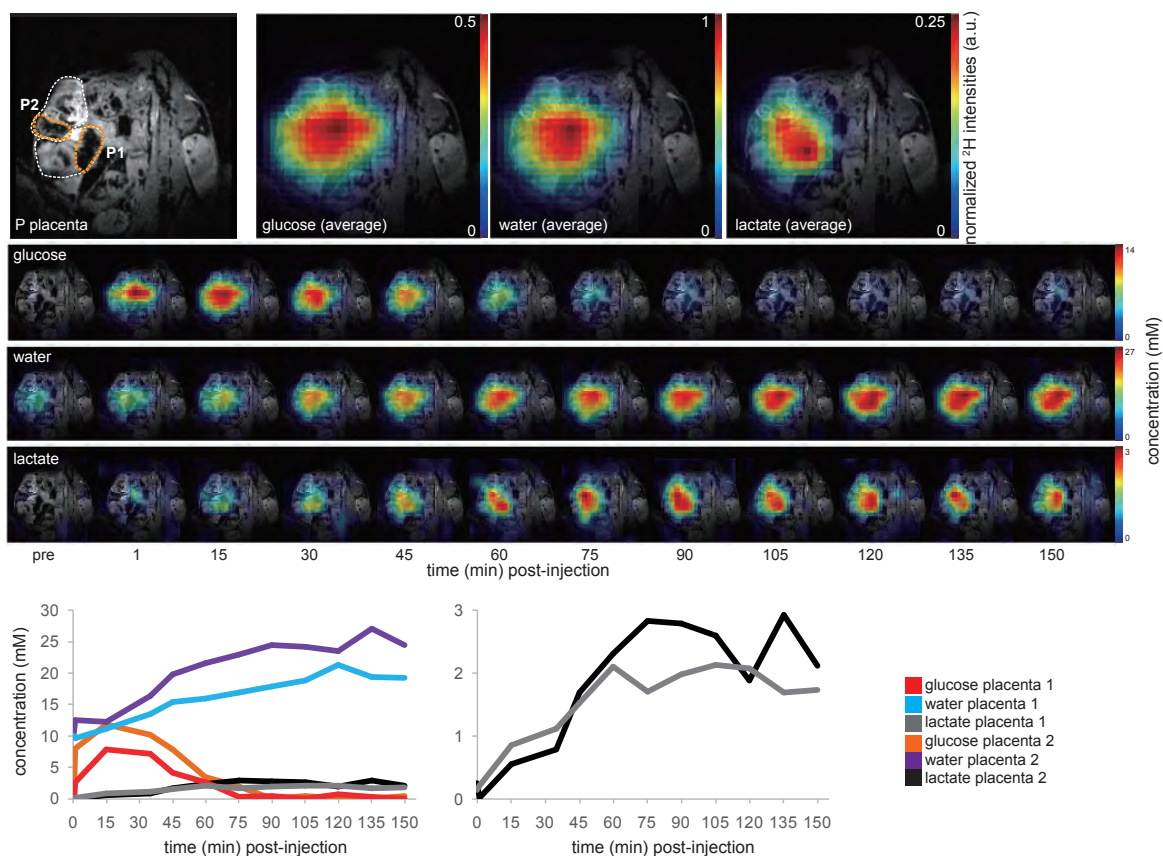 0.5
1
0.25
P2
P1
P placenta
glucose (average)
0
water (average)
0
lactate (average)
0
normalized ²H intensities (a.u.)
glucose
14
0
water
27
0
lactate
3
0
concentration (mM)
pre 1 15 30 45 60 75 90 105 120 135 150
time (min) post-injection
30
25
20
15
10
5
0
concentration (mM)
0 15 30 45 60 75 90 105 120 135 150
time (min) post-injection
3
2
1
0
0 15 30 45 60 75 90 105 120 135 150
time (min) post-injection
glucose placenta 1
water placenta 1
lactate placenta 1
glucose placenta 2
water placenta 2
lactate placenta 2